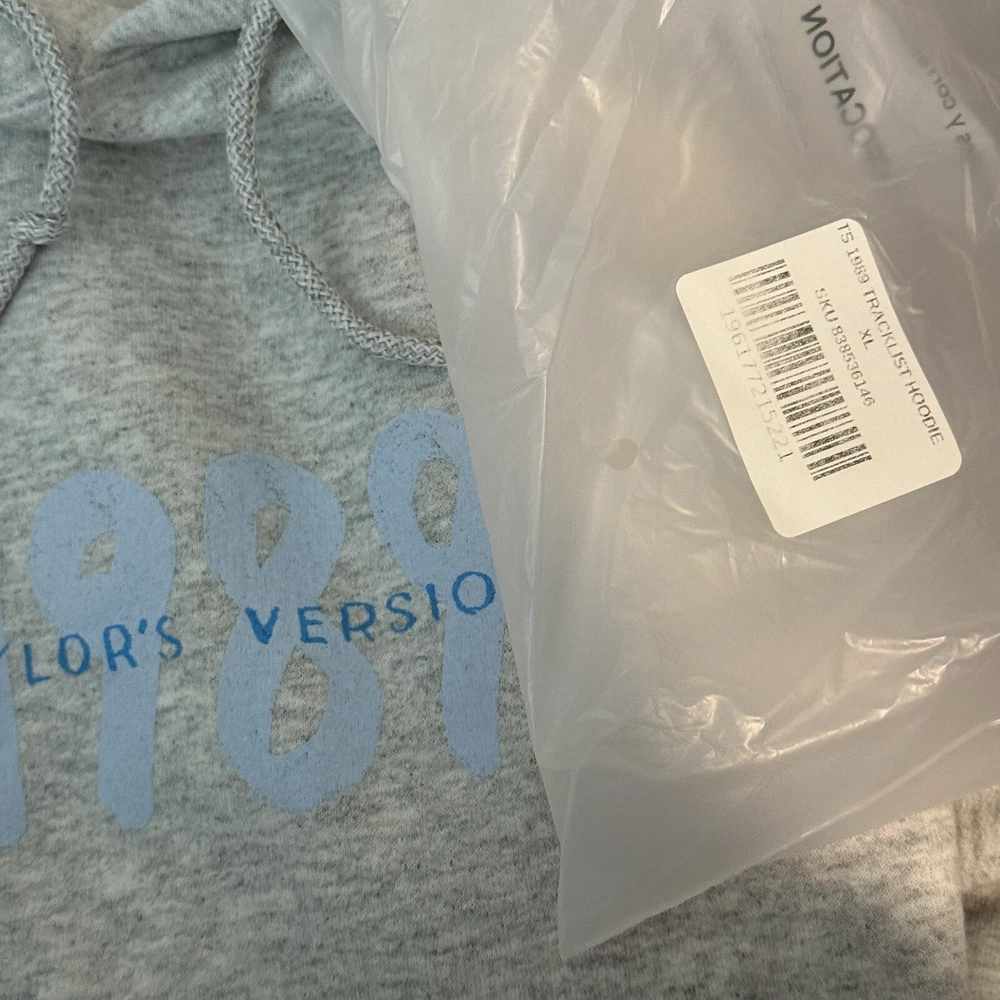 1989
YLOR'S VERSIO
TS 1989 TRACKLIST HOODIE
XL
SKU 838536146
196177215221